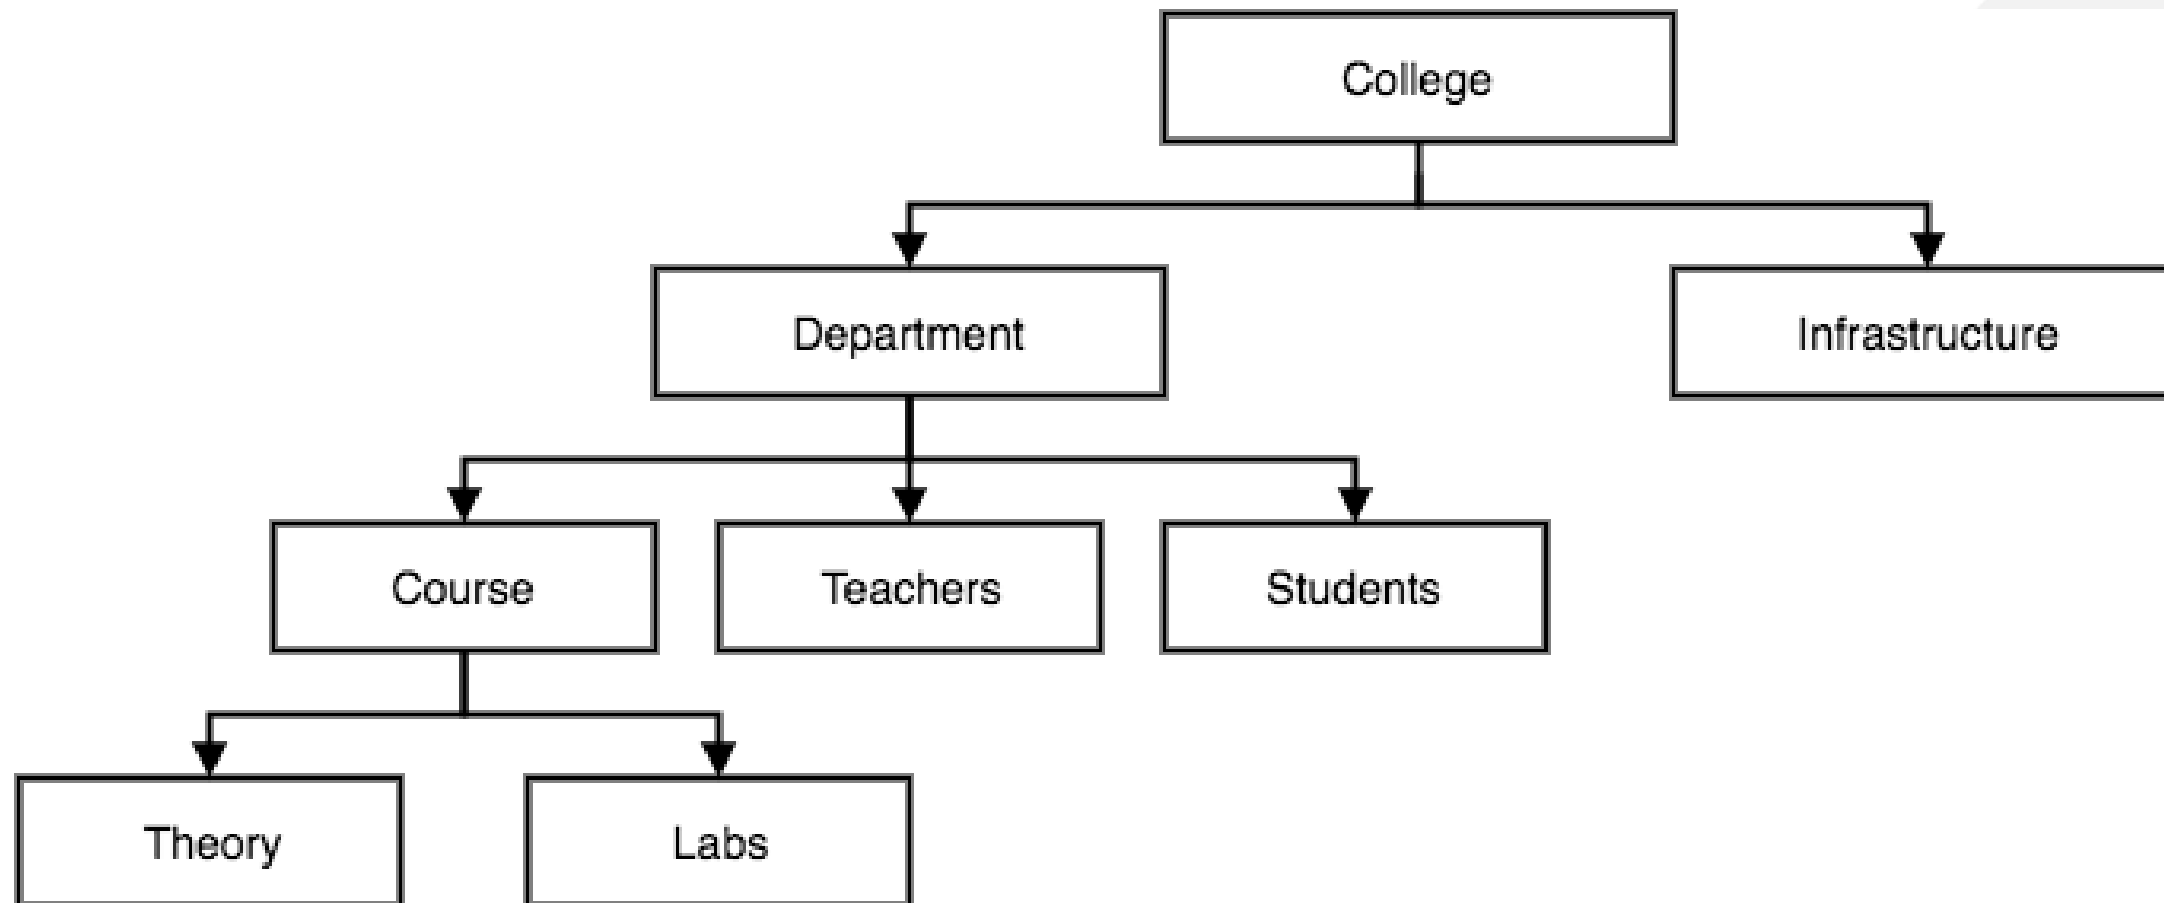 College
Department
Infrastructure
Course
Teachers
Students
Theory
Labs